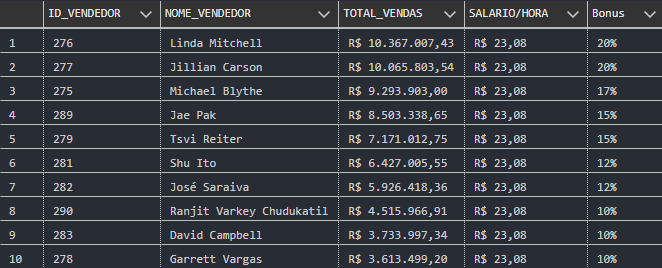 ID_VENDEDOR NOME_VENDEDOR TOTAL_VENDAS SALARIO/HORA Bonus
1 276 Linda Mitchell R$ 10.367.007,43 R$ 23,08 20%
2 277 Jillian Carson R$ 10.065.803,54 R$ 23,08 20%
3 275 Michael Blythe R$ 9.293.903,00 R$ 23,08 17%
4 289 Jae Pak R$ 8.503.338,65 R$ 23,08 15%
5 279 Tsvi Reiter R$ 7.171.012,75 R$ 23,08 15%
6 281 Shu Ito R$ 6.427.005,55 R$ 23,08 12%
7 282 José Saraiva R$ 5.926.418,36 R$ 23,08 12%
8 290 Ranjit Varkey Chudukatil R$ 4.515.966,91 R$ 23,08 10%
9 283 David Campbell R$ 3.733.997,34 R$ 23,08 10%
10 278 Garrett Vargas R$ 3.613.499,20 R$ 23,08 10%